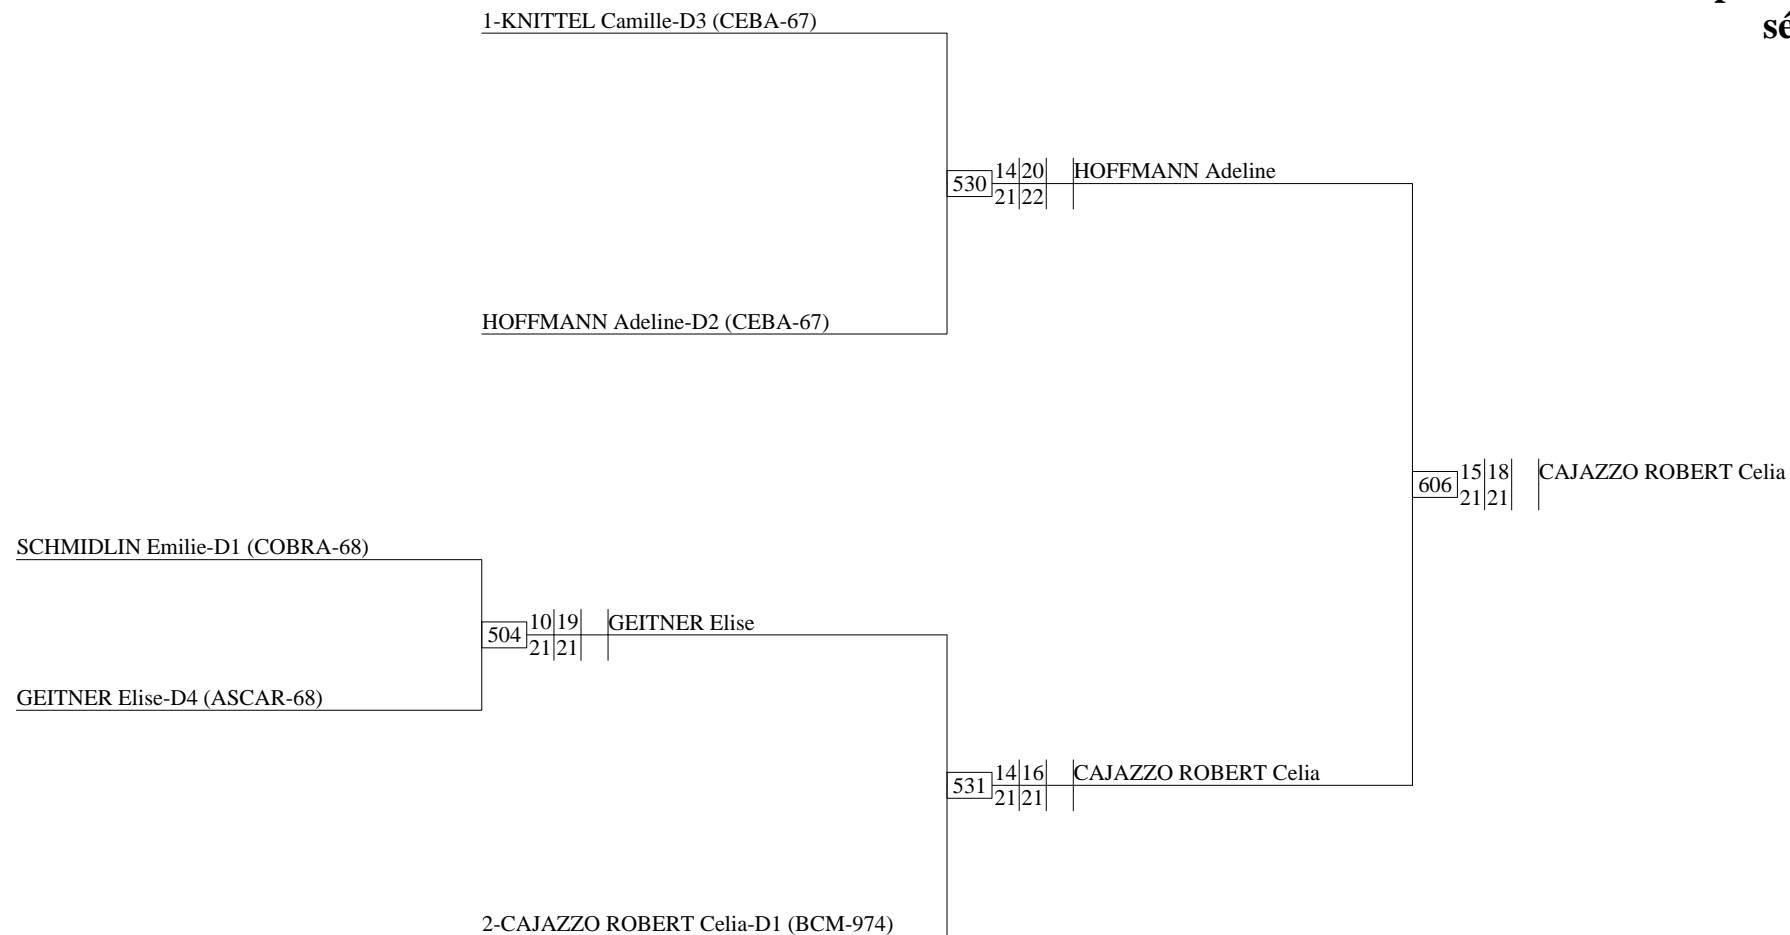 sé
1-KNITTEL Camille-D3 (CEBA-67)
530
14 20
21 22
HOFFMANN Adeline
HOFFMANN Adeline-D2 (CEBA-67)
606
15 18
21 21
CAJAZZO ROBERT Celia
SCHMIDLIN Emilie-D1 (COBRA-68)
504
10 19
21 21
GEITNER Elise
GEITNER Elise-D4 (ASCAR-68)
531
14 16
21 21
CAJAZZO ROBERT Celia
2-CAJAZZO ROBERT Celia-D1 (BCM-974)